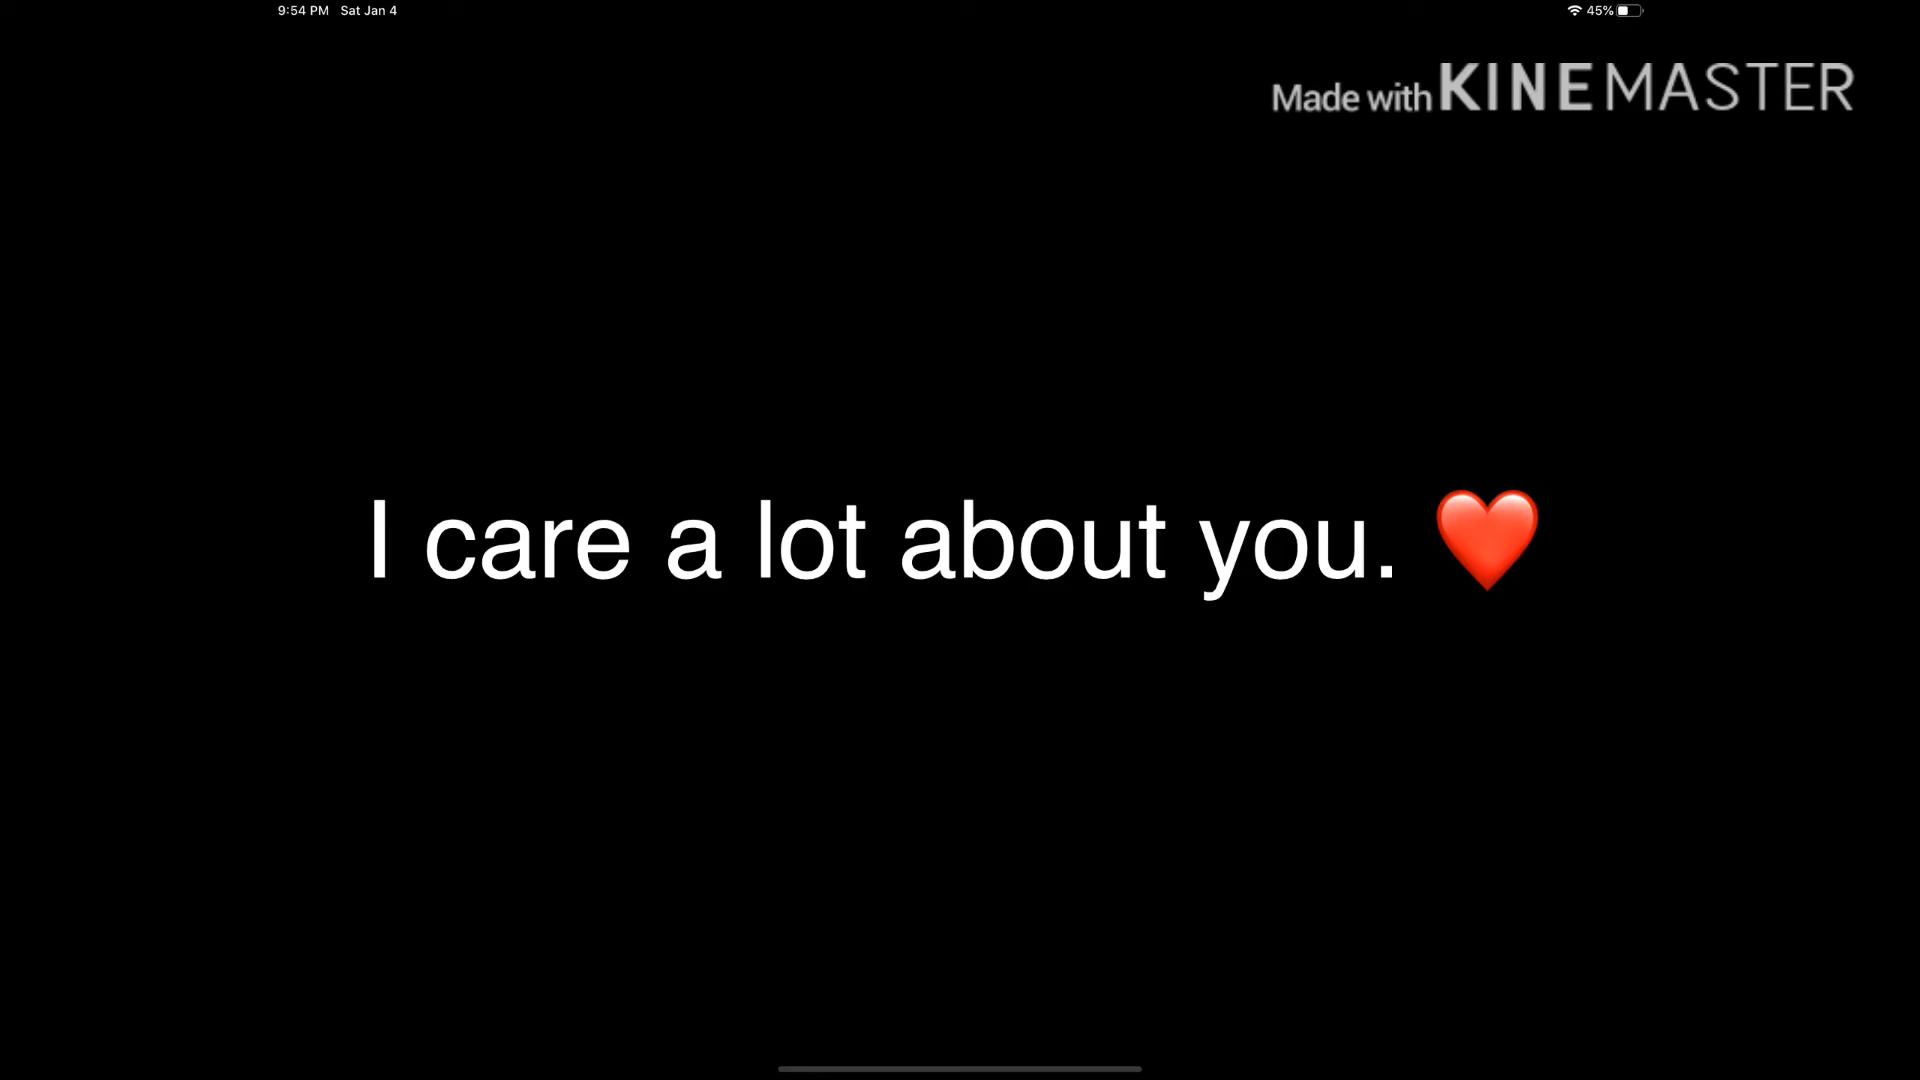 9:54 PM Sat Jan 4 45%
Made with KINEMASTER
I care a lot about you. ❤️